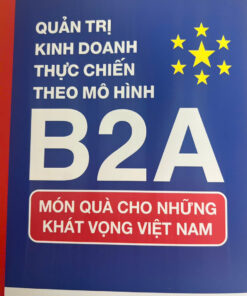 QUẢN TRỊ
KINH DOANH
THỰC CHIẾN
THEO MÔ HÌNH
B2A
MÓN QUÀ CHO NHỮNG
KHÁT VỌNG VIỆT NAM